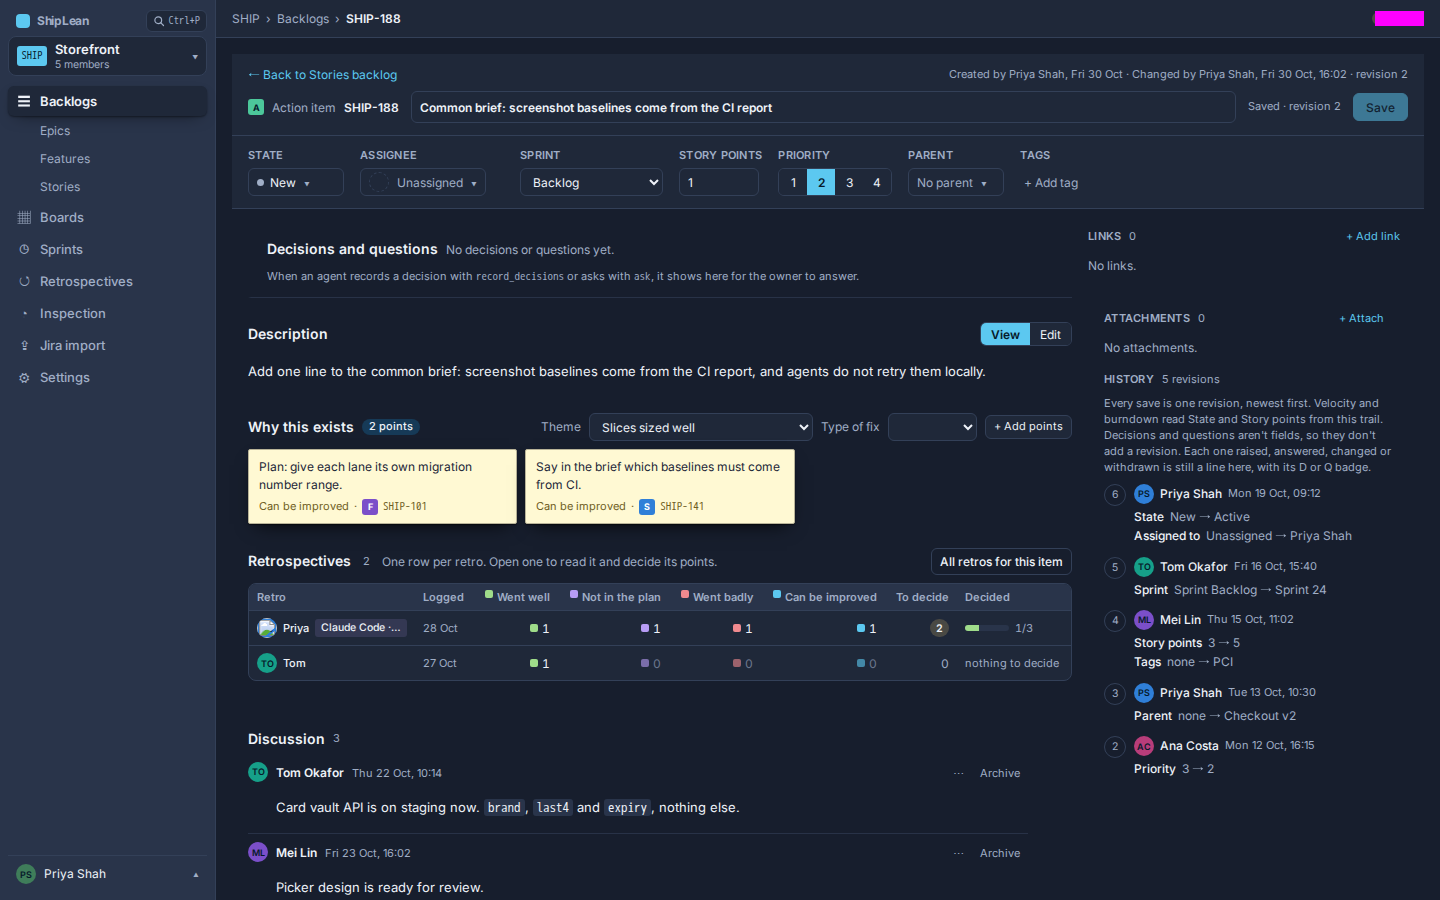 ShipLean
Ctrl+P
SHIP
Storefront
5 members
Backlogs
Epics
Features
Stories
Boards
Sprints
Retrospectives
Inspection
Jira import
Settings
PS Priya Shah
SHIP › Backlogs › SHIP-188
← Back to Stories backlog
Created by Priya Shah, Fri 30 Oct · Changed by Priya Shah, Fri 30 Oct, 16:02 · revision 2
A Action item SHIP-188 Common brief: screenshot baselines come from the CI report
Saved · revision 2 Save
STATE ASSIGNEE SPRINT STORY POINTS PRIORITY PARENT TAGS
New Unassigned Backlog 1 1 2 3 4 No parent + Add tag
Decisions and questions No decisions or questions yet.
When an agent records a decision with record_decisions or asks with ask, it shows here for the owner to answer.
Description
View Edit
Add one line to the common brief: screenshot baselines come from the CI report, and agents do not retry them locally.
Why this exists 2 points Theme Slices sized well Type of fix + Add points
Plan: give each lane its own migration
number range.
Can be improved · F SHIP-101
Say in the brief which baselines must come
from CI.
Can be improved · S SHIP-141
Retrospectives 2 One row per retro. Open one to read it and decide its points. All retros for this item
Retro Logged Went well Not in the plan Went badly Can be improved To decide Decided
Priya Claude Code ·... 28 Oct 1 1 1 1 2 1/3
TO Tom 27 Oct 1 0 0 0 0 nothing to decide
Discussion 3
TO Tom Okafor Thu 22 Oct, 10:14 ··· Archive
Card vault API is on staging now. brand, last4 and expiry, nothing else.
ML Mei Lin Fri 23 Oct, 16:02 ··· Archive
Picker design is ready for review.
LINKS 0 + Add link
No links.
ATTACHMENTS 0 + Attach
No attachments.
HISTORY 5 revisions
Every save is one revision, newest first. Velocity and
burndown read State and Story points from this trail.
Decisions and questions aren't fields, so they don't
add a revision. Each one raised, answered, changed or
withdrawn is still a line here, with its D or Q badge.
6 PS Priya Shah Mon 19 Oct, 09:12
State New → Active
Assigned to Unassigned → Priya Shah
5 TO Tom Okafor Fri 16 Oct, 15:40
Sprint Sprint Backlog → Sprint 24
4 ML Mei Lin Thu 15 Oct, 11:02
Story points 3 → 5
Tags none → PCI
3 PS Priya Shah Tue 13 Oct, 10:30
Parent none → Checkout v2
2 AC Ana Costa Mon 12 Oct, 16:15
Priority 3 → 2